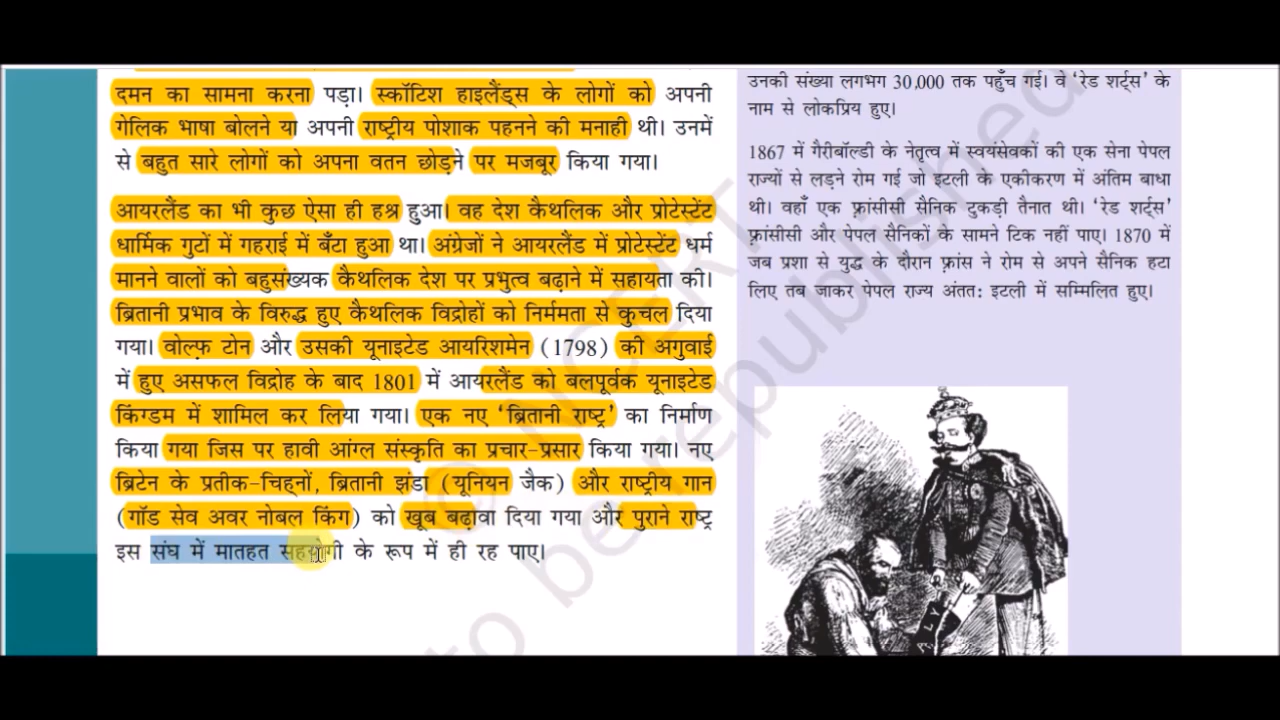 दमन का सामना करना पड़ा। स्कॉटिश हाइलैंड्स के लोगों को अपनी
गेलिक भाषा बोलने या अपनी राष्ट्रीय पोशाक पहनने की मनाही थी। उनमें
से बहुत सारे लोगों को अपना वतन छोड़ने पर मजबूर किया गया।
आयरलैंड का भी कुछ ऐसा ही हश्र हुआ। वह देश कैथलिक और प्रोटेस्टेंट
धार्मिक गुटों में गहराई में बँटा हुआ था। अंग्रेजों ने आयरलैंड में प्रोटेस्टेंट धर्म
मानने वालों को बहुसंख्यक कैथलिक देश पर प्रभुत्व बढ़ाने में सहायता की।
ब्रितानी प्रभाव के विरुद्ध हुए कैथलिक विद्रोहों को निर्ममता से कुचल दिया
गया। वोल्फ़ टोन और उसकी यूनाइटेड आयरिशमेन (1798) की अगुवाई
में हुए असफल विद्रोह के बाद 1801 में आयरलैंड को बलपूर्वक यूनाइटेड
किंग्डम में शामिल कर लिया गया। एक नए ‘ब्रितानी राष्ट्र’ का निर्माण
किया गया जिस पर हावी आंग्ल संस्कृति का प्रचार-प्रसार किया गया। नए
ब्रिटेन के प्रतीक-चिह्नों, ब्रितानी झंडा (यूनियन जैक) और राष्ट्रीय गान
(गॉड सेव अवर नोबल किंग) को खूब बढ़ावा दिया गया और पुराने राष्ट्र
इस संघ में मातहत सहयोगी के रूप में ही रह पाए।
उनकी संख्या लगभग 30,000 तक पहुँच गई। वे ‘रेड शर्ट्स’ के
नाम से लोकप्रिय हुए।
1867 में गैरीबॉल्डी के नेतृत्व में स्वयंसेवकों की एक सेना पेपल
राज्यों से लड़ने रोम गई जो इटली के एकीकरण में अंतिम बाधा
थी। वहाँ एक फ़्रांसीसी सैनिक टुकड़ी तैनात थी। ‘रेड शर्ट्स’
फ़्रांसीसी और पेपल सैनिकों के सामने टिक नहीं पाए। 1870 में
जब प्रशा से युद्ध के दौरान फ़्रांस ने रोम से अपने सैनिक हटा
लिए तब जाकर पेपल राज्य अंतत: इटली में सम्मिलित हुए।
© NCERT
to be republished